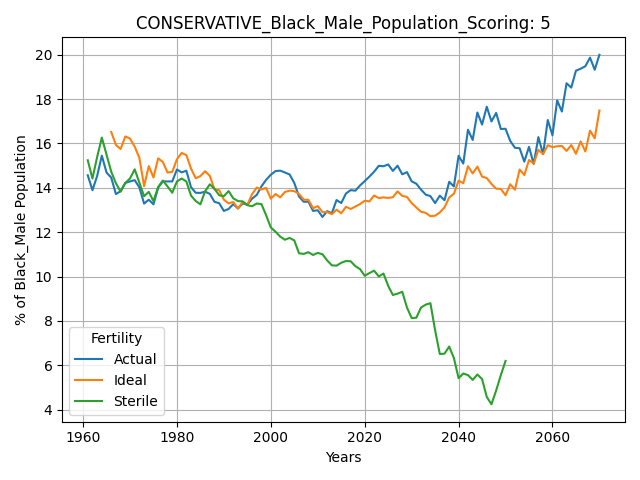 CONSERVATIVE_Black_Male_Population_Scoring: 5
% of Black_Male Population
20
18
16
14
12
10
8
6
4
Fertility
Actual
Ideal
Sterile
1960
1980
2000
2020
2040
2060
Years